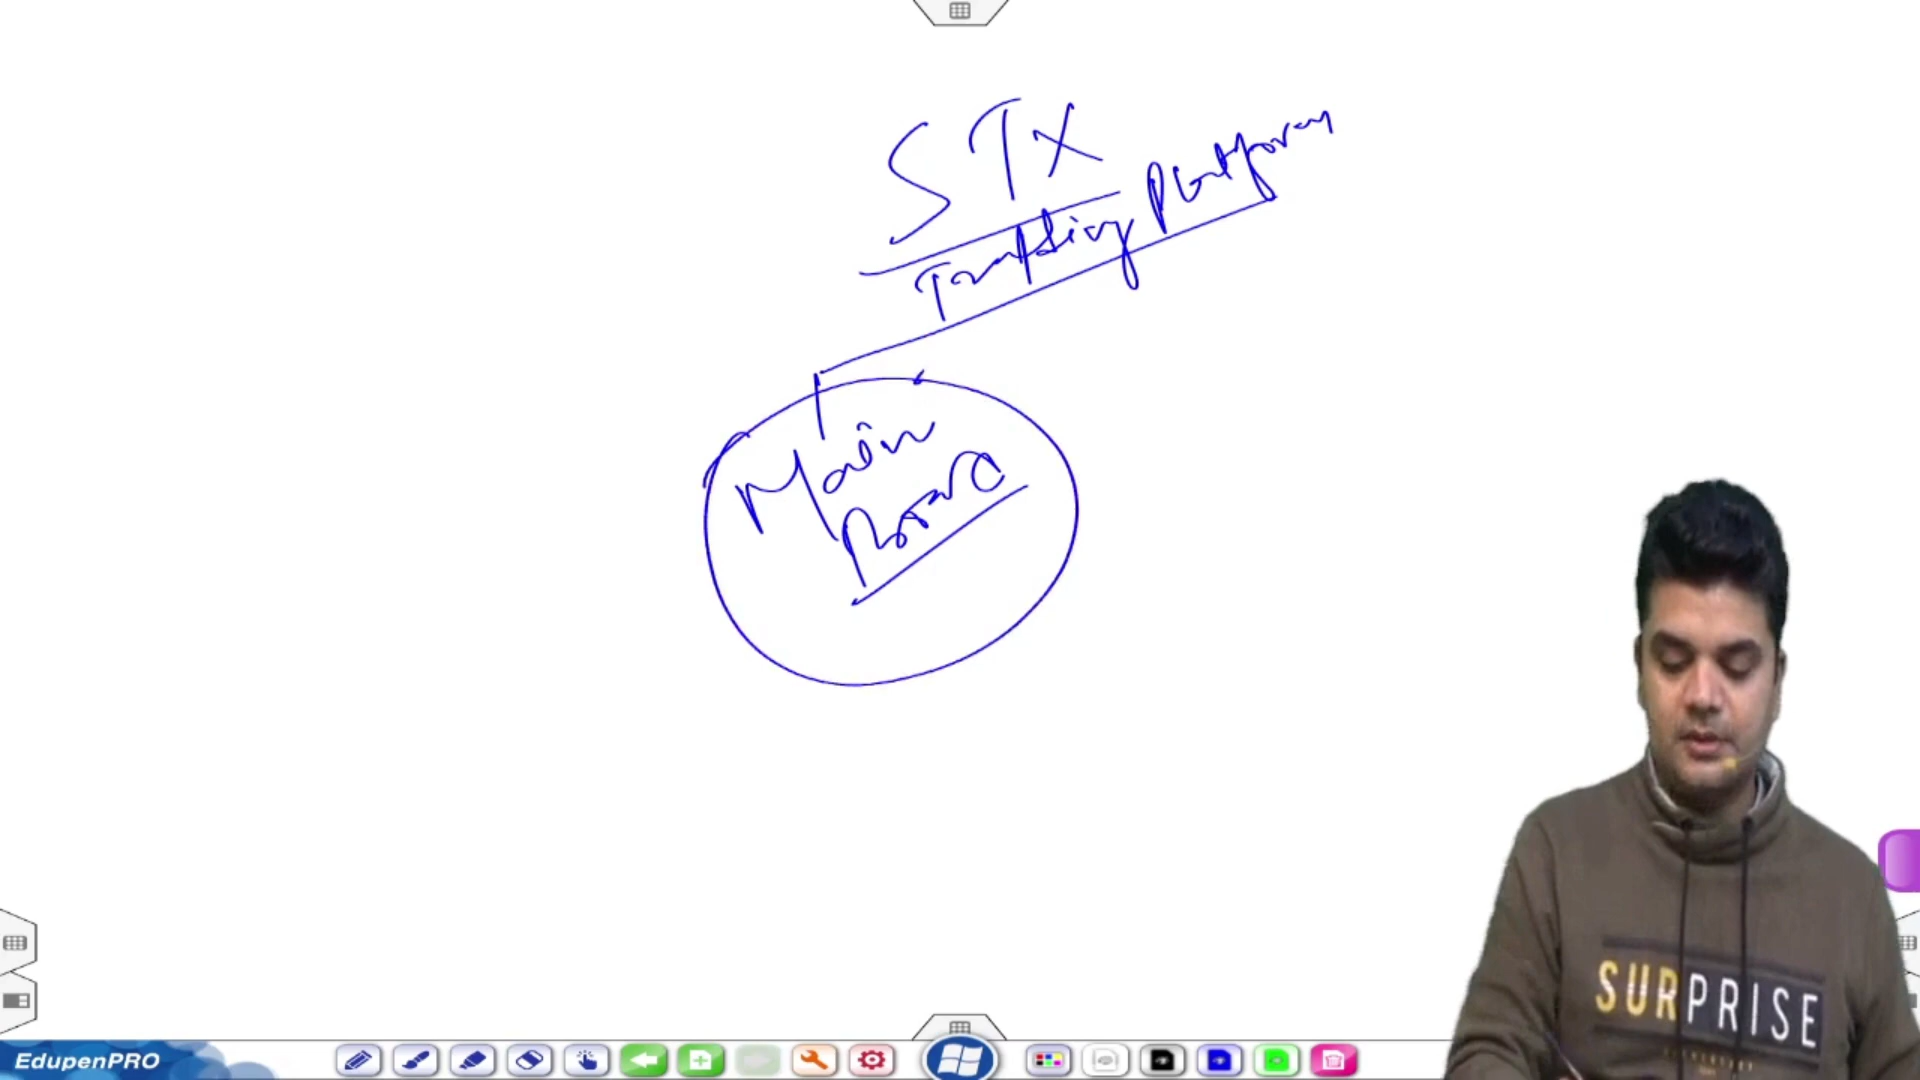 STX
Trading Platform
Main
Board
SURPRISE
EdupenPRO